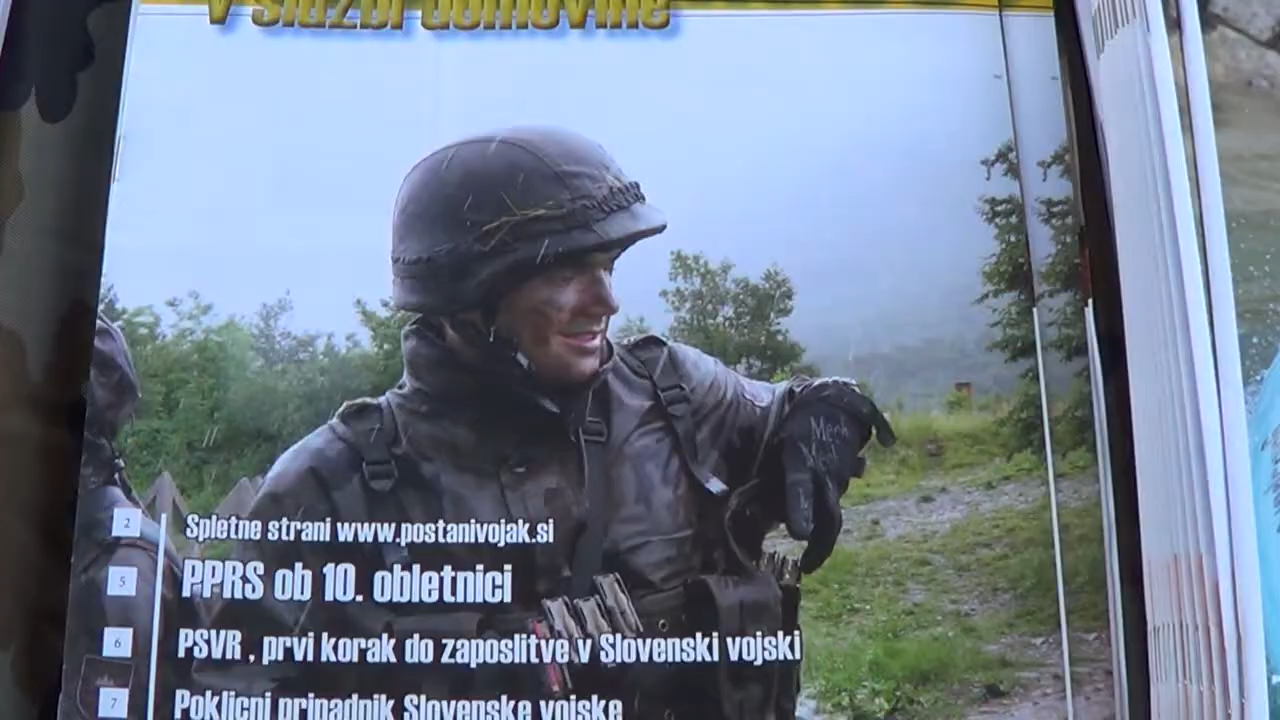 v službi domovine
2 Spletne strani www.postanivojak.si
5 PPRS ob 10. obletnici
6 PSVR , prvi korak do zaposlitve v Slovenski vojski
7 Poklicni pripadnik Slovenske vojske